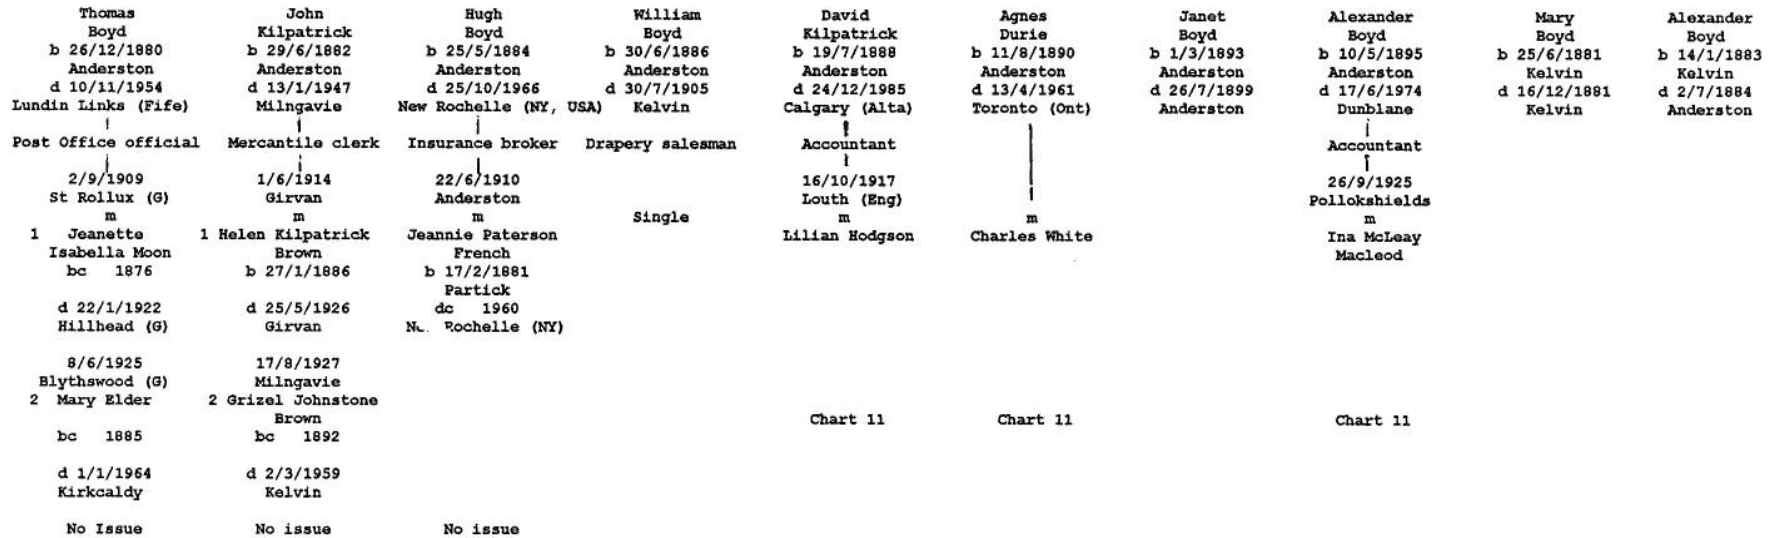 Thomas
Boyd
b 26/12/1880
Anderston
d 10/11/1954
Lundin Links (Fife)
Post Office official
2/9/1909
St Rollux (G)
m
1 Jeanette
Isabella Moon
bc 1876
d 22/1/1922
Hillhead (G)
8/6/1925
Blythswood (G)
2 Mary Elder
bc 1885
d 1/1/1964
Kirkcaldy
No Issue
John
Kilpatrick
b 29/6/1882
Anderston
d 13/1/1947
Milngavie
Mercantile clerk
1/6/1914
Girvan
m
1 Helen Kilpatrick
Brown
b 27/1/1886
d 25/5/1926
Girvan
17/8/1927
Milngavie
2 Grizel Johnstone
Brown
bc 1892
d 2/3/1959
Kelvin
No issue
Hugh
Boyd
b 25/5/1884
Anderston
d 25/10/1966
New Rochelle (NY, USA)
Insurance broker
22/6/1910
Anderston
m
Jeannie Paterson
French
b 17/2/1881
Partick
dc 1960
Rochelle (NY)
No issue
William
Boyd
b 30/6/1886
Anderston
d 30/7/1905
Kelvin
Drapery salesman
Single
David
Kilpatrick
b 19/7/1888
Anderston
d 24/12/1985
Calgary (Alta)
Accountant
16/10/1917
Louth (Eng)
m
Lilian Hodgson
Chart 11
Agnes
Durie
b 11/8/1890
Anderston
d 13/4/1961
Toronto (Ont)
m
Charles White
Chart 11
Janet
Boyd
b 1/3/1893
Anderston
d 26/7/1899
Anderston
Alexander
Boyd
b 10/5/1895
Anderston
d 17/6/1974
Dunblane
Accountant
26/9/1925
Pollokshields
m
Ina McLeay
Macleod
Chart 11
Mary
Boyd
b 25/6/1881
Kelvin
d 16/12/1881
Kelvin
Alexander
Boyd
b 14/1/1883
Kelvin
d 2/7/1884
Anderston